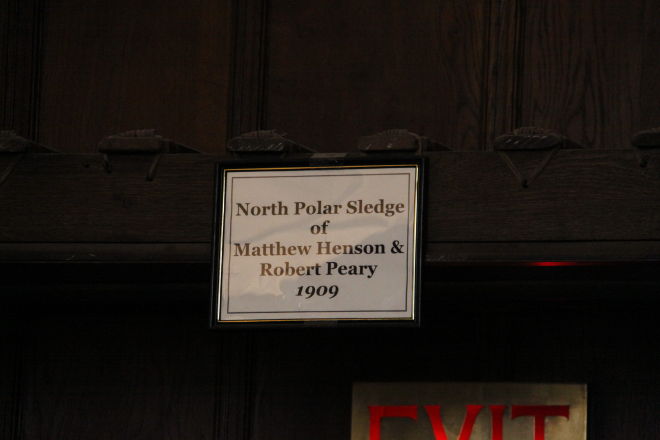 North Polar Sledge
of
Matthew Henson &
Robert Peary
1909
EXIT